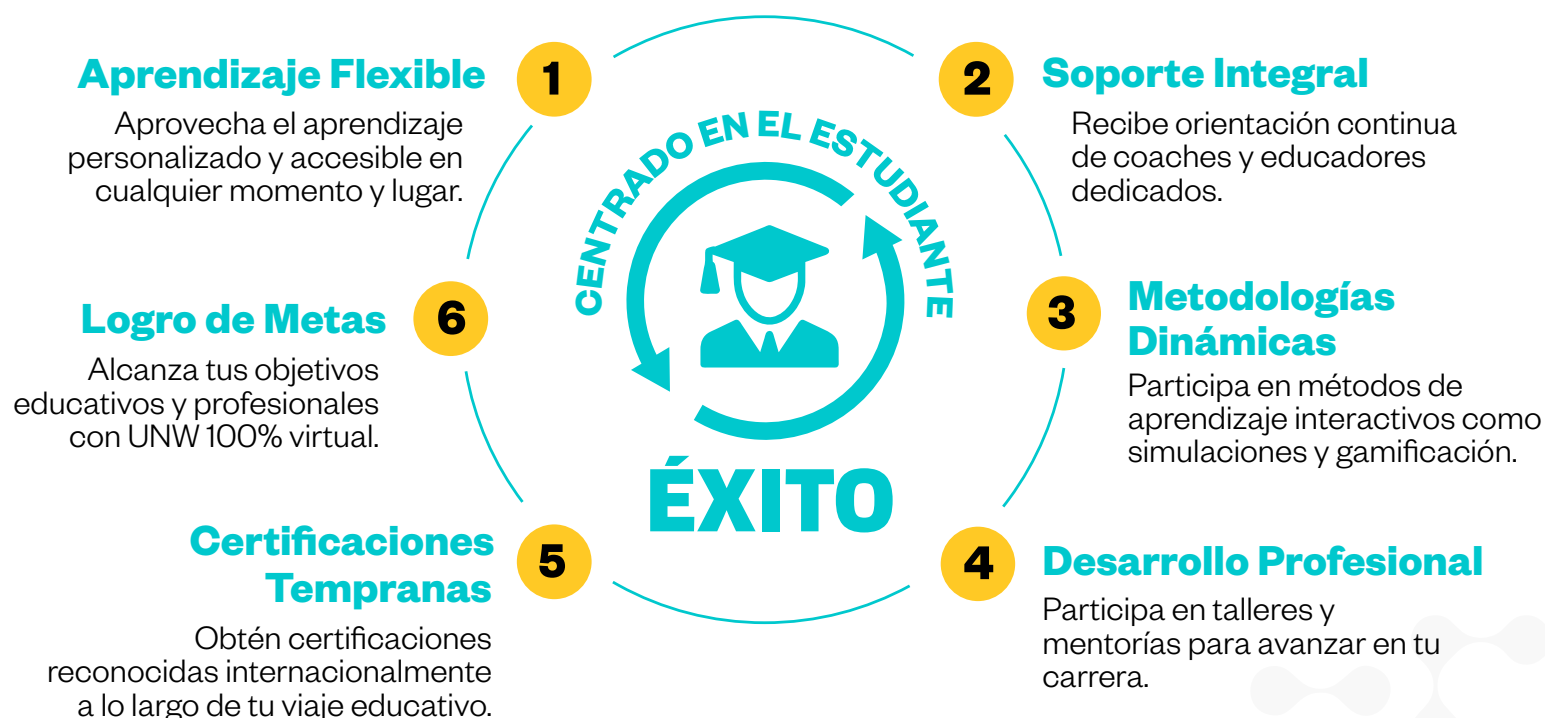 1
Aprendizaje Flexible
Aprovecha el aprendizaje
personalizado y accesible en
cualquier momento y lugar.
2
Soporte Integral
Recibe orientación continua
de coaches y educadores
dedicados.
3
Metodologías
Dinámicas
Participa en métodos de
aprendizaje interactivos como
simulaciones y gamificación.
4
Desarrollo Profesional
Participa en talleres y
mentorías para avanzar en tu
carrera.
5
Certificaciones
Tempranas
Obtén certificaciones
reconocidas internacionalmente
a lo largo de tu viaje educativo.
6
Logro de Metas
Alcanza tus objetivos
educativos y profesionales
con UNW 100% virtual.
CENTRADO EN EL ESTUDIANTE
ÉXITO